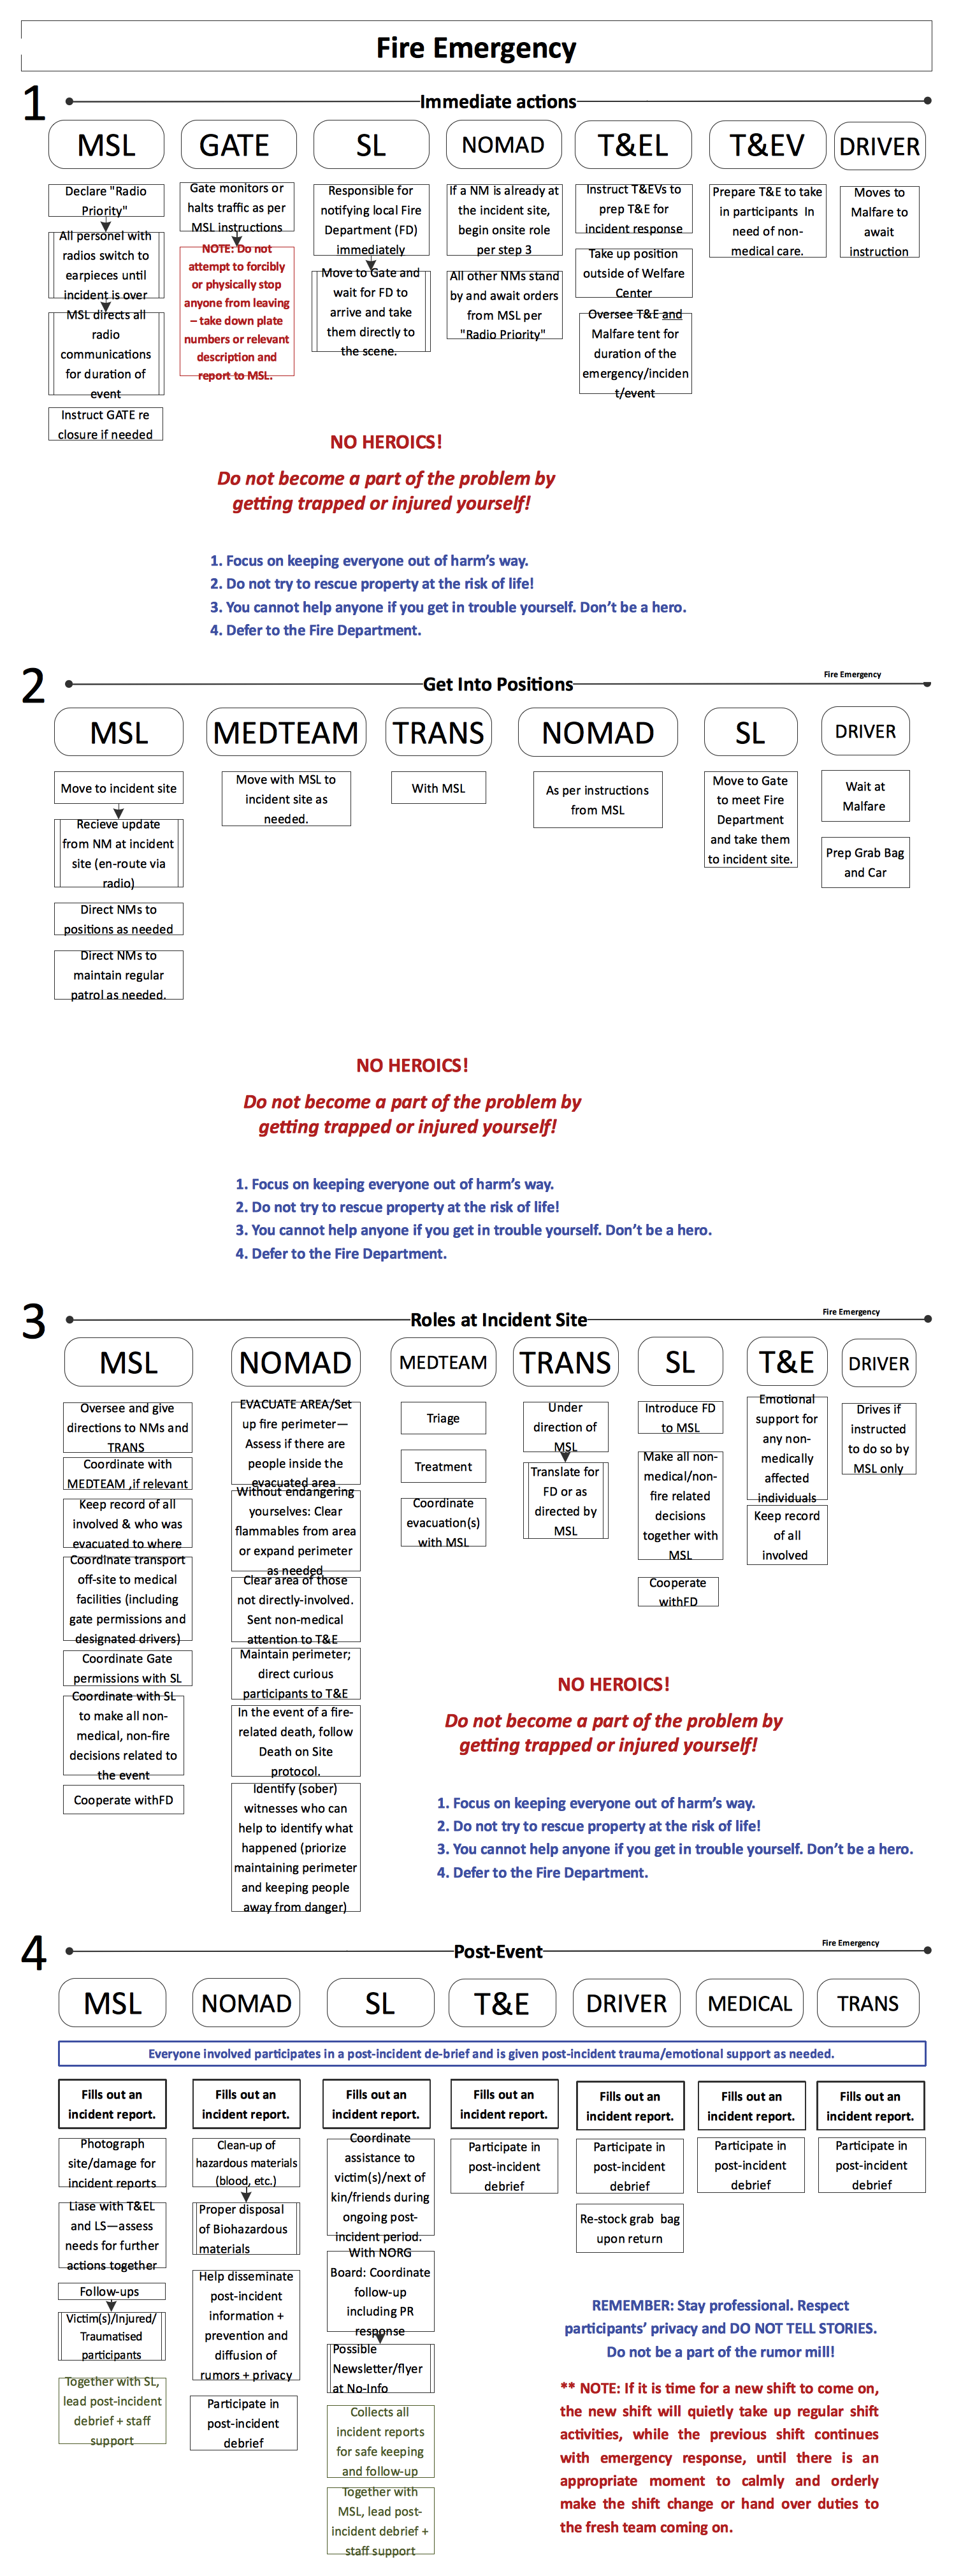 Fire Emergency
1
Immediate actions
MSL
GATE
SL
NOMAD
T&EL
T&EV
DRIVER
Declare "Radio
Priority"
All personel with
radios switch to
earpieces until
incident is over
MSL directs all
radio
communications
for duration of
event
Instruct GATE re
closure if needed
Gate monitors or
halts traffic as per
MSL instructions
NOTE: Do not
attempt to forcibly
or physically stop
anyone from leaving
– take down plate
numbers or relevant
description and
report to MSL.
Responsible for
notifying local Fire
Department (FD)
immediately
Move to Gate and
wait for FD to
arrive and take
them directly to
the scene.
If a NM is already at
the incident site,
begin onsite role
per step 3
All other NMs stand
by and await orders
from MSL per
"Radio Priority"
Instruct T&EVs to
prep T&E for
incident response
Take up position
outside of Welfare
Center
Oversee T&E and
Malfare tent for
duration of the
emergency/inciden
t/event
Prepare T&E to take
in participants In
need of non-
medical care.
Moves to
Malfare to
await
instruction
NO HEROICS!
Do not become a part of the problem by
getting trapped or injured yourself!
1. Focus on keeping everyone out of harm's way.
2. Do not try to rescue property at the risk of life!
3. You cannot help anyone if you get in trouble yourself. Don't be a hero.
4. Defer to the Fire Department.
2
Get Into Positions
Fire Emergency
MSL
MEDTEAM
TRANS
NOMAD
SL
DRIVER
Move to incident site
Recieve update
from NM at incident
site (en-route via
radio)
Direct NMs to
positions as needed
Direct NMs to
maintain regular
patrol as needed.
Move with MSL to
incident site as
needed.
With MSL
As per instructions
from MSL
Move to Gate
to meet Fire
Department
and take them
to incident site.
Wait at
Malfare
Prep Grab Bag
and Car
NO HEROICS!
Do not become a part of the problem by
getting trapped or injured yourself!
1. Focus on keeping everyone out of harm's way.
2. Do not try to rescue property at the risk of life!
3. You cannot help anyone if you get in trouble yourself. Don't be a hero.
4. Defer to the Fire Department.
3
Roles at Incident Site
Fire Emergency
MSL
NOMAD
MEDTEAM
TRANS
SL
T&E
DRIVER
Oversee and give
directions to NMs and
TRANS
Coordinate with
MEDTEAM ,if relevant
Keep record of all
involved & who was
evacuated to where
Coordinate transport
off-site to medical
facilities (including
gate permissions and
designated drivers)
Coordinate Gate
permissions with SL
Coordinate with SL
to make all non-
medical, non-fire
decisions related to
the event
Cooperate withFD
EVACUATE AREA/Set
up fire perimeter—
Assess if there are
people inside the
evacuated area
Without endangering
yourselves: Clear
flammables from area
or expand perimeter
as needed
Clear area of those
not directly-involved.
Sent non-medical
attention to T&E
Maintain perimeter;
direct curious
participants to T&E
In the event of a fire-
related death, follow
Death on Site
protocol.
Identify (sober)
witnesses who can
help to identify what
happened (priorize
maintaining perimeter
and keeping people
away from danger)
Triage
Treatment
Coordinate
evacuation(s)
with MSL
Under
direction of
MSL
Translate for
FD or as
directed by
MSL
Introduce FD
to MSL
Make all non-
medical/non-
fire related
decisions
together with
MSL
Cooperate
withFD
Emotional
support for
any non-
medically
affected
individuals
Keep record
of all
involved
Drives if
instructed
to do so by
MSL only
NO HEROICS!
Do not become a part of the problem by
getting trapped or injured yourself!
1. Focus on keeping everyone out of harm's way.
2. Do not try to rescue property at the risk of life!
3. You cannot help anyone if you get in trouble yourself. Don't be a hero.
4. Defer to the Fire Department.
4
Post-Event
Fire Emergency
MSL
NOMAD
SL
T&E
DRIVER
MEDICAL
TRANS
Everyone involved participates in a post-incident de-brief and is given post-incident trauma/emotional support as needed.
Fills out an
incident report.
Photograph
site/damage for
incident reports
Liase with T&EL
and LS—assess
needs for further
actions together
Follow-ups
Victim(s)/Injured/
Traumatised
participants
Together with SL,
lead post-incident
debrief + staff
support
Fills out an
incident report.
Clean-up of
hazardous materials
(blood, etc.)
Proper disposal
of Biohazardous
materials
Help disseminate
post-incident
information +
prevention and
diffusion of
rumors + privacy
Participate in
post-incident
debrief
Fills out an
incident report.
Coordinate
assistance to
victim(s)/next of
kin/friends during
ongoing post-
incident period.
With NORG
Board: Coordinate
follow-up
including PR
response
Possible
Newsletter/flyer
at No-Info
Collects all
incident reports
for safe keeping
and follow-up
Together with
MSL, lead post-
incident debrief +
staff support
Fills out an
incident report.
Participate in
post-incident
debrief
Fills out an
incident report.
Participate in
post-incident
debrief
Re-stock grab bag
upon return
Fills out an
incident report.
Participate in
post-incident
debrief
Fills out an
incident report.
Participate in
post-incident
debrief
REMEMBER: Stay professional. Respect
participants' privacy and DO NOT TELL STORIES.
Do not be a part of the rumor mill!
** NOTE: If it is time for a new shift to come on,
the new shift will quietly take up regular shift
activities, while the previous shift continues
with emergency response, until there is an
appropriate moment to calmly and orderly
make the shift change or hand over duties to
the fresh team coming on.